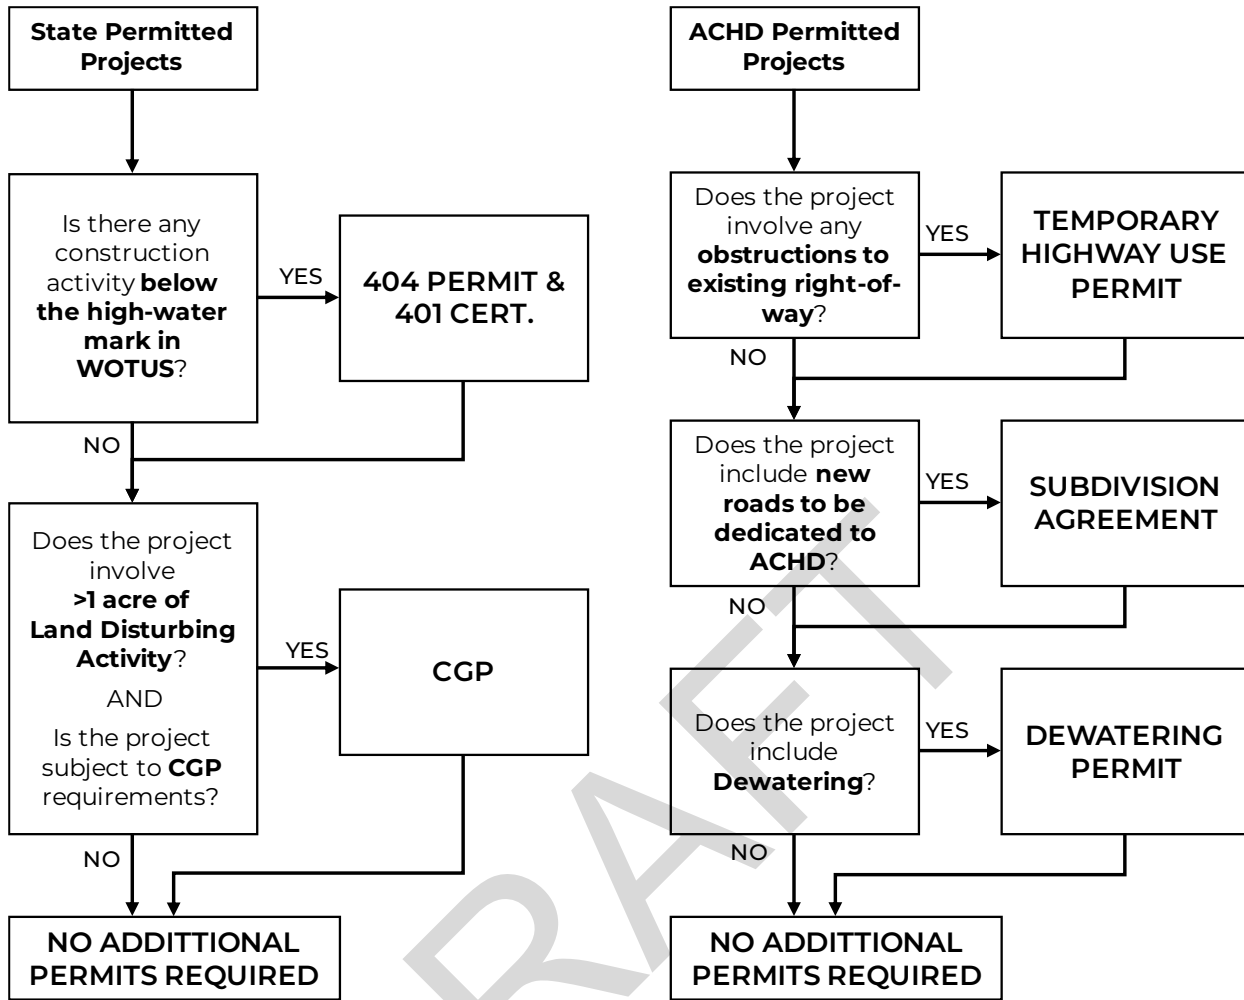 State Permitted
Projects
Is there any
construction
activity below
the high-water
mark in
WOTUS?
YES
404 PERMIT &
401 CERT.
NO
Does the project
involve
>1 acre of
Land Disturbing
Activity?
AND
Is the project
subject to CGP
requirements?
YES
CGP
NO
NO ADDITTIONAL
PERMITS REQUIRED
ACHD Permitted
Projects
Does the project
involve any
obstructions to
existing right-of-
way?
YES
TEMPORARY
HIGHWAY USE
PERMIT
NO
Does the project
include new
roads to be
dedicated to
ACHD?
YES
SUBDIVISION
AGREEMENT
NO
Does the project
include
Dewatering?
YES
DEWATERING
PERMIT
NO
NO ADDITIONAL
PERMITS REQUIRED
RAFT